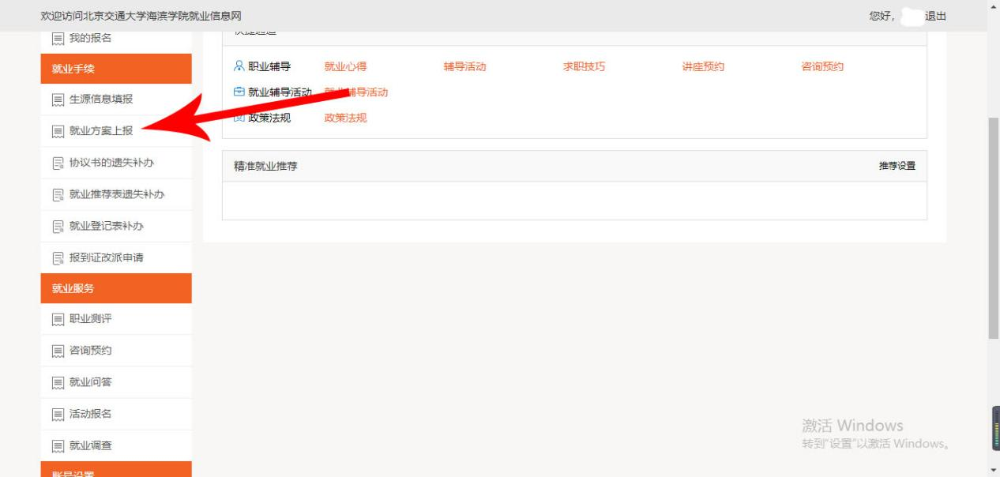 欢迎访问北京交通大学海滨学院就业信息网
您好， 退出
我的报名
就业手续
生源信息填报
就业方案上报
协议书的遗失补办
就业推荐表遗失补办
就业登记表补办
报到证改派申请
就业服务
职业测评
咨询预约
就业问答
活动报名
就业调查
账号设置
快捷通道
职业辅导 就业心得 辅导活动 求职技巧 讲座预约 咨询预约
就业辅导活动 就业辅导活动
政策法规 政策法规
精准就业推荐 推荐设置
激活 Windows
转到"设置"以激活 Windows。